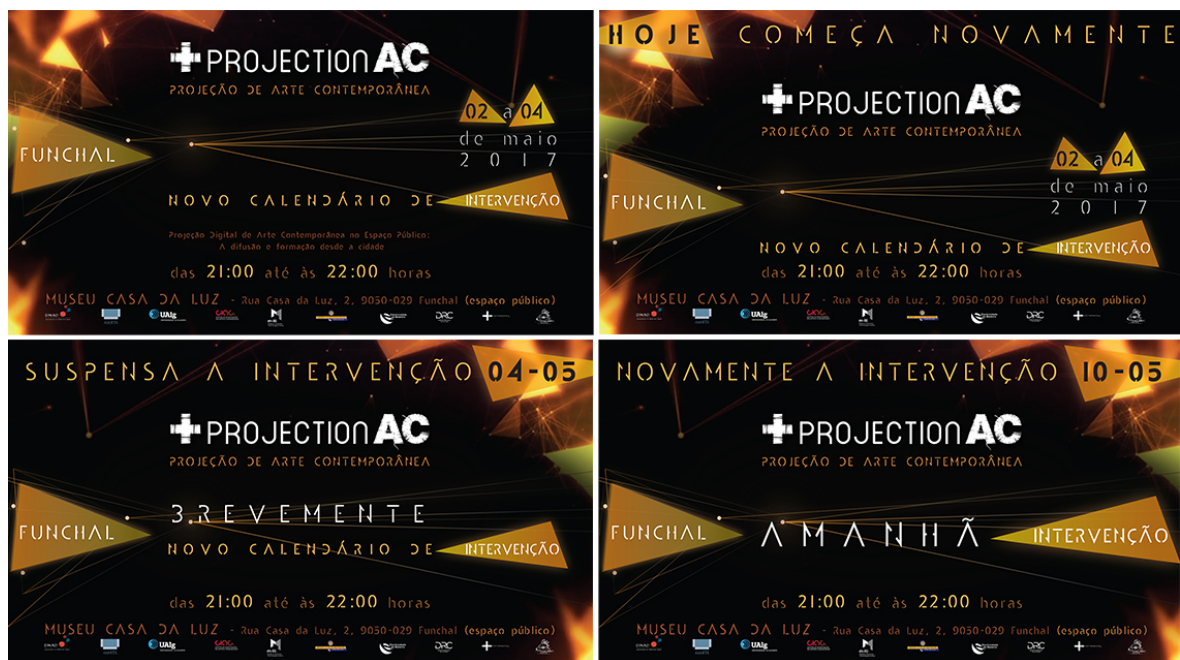 +PROJECTION AC
PROJEÇÃO DE ARTE CONTEMPORÂNEA
02 a 04
de maio
2017
FUNCHAL
NOVO CALENDÁRIO DE INTERVENÇÃO
Projeção Digital de Arte Contemporânea no Espaço Público:
A difusão e formação desde a cidade
das 21:00 até às 22:00 horas
MUSEU CASA DA LUZ - Rua Casa da Luz, 2, 9050-029 Funchal (espaço público)
UAlg
DRC
HOJE COMEÇA NOVAMENTE
+PROJECTION AC
PROJEÇÃO DE ARTE CONTEMPORÂNEA
02 a 04
de maio
2017
FUNCHAL
NOVO CALENDÁRIO DE INTERVENÇÃO
das 21:00 até às 22:00 horas
MUSEU CASA DA LUZ - Rua Casa da Luz, 2, 9050-029 Funchal (espaço público)
UAlg
DRC
SUSPENSA A INTERVENÇÃO 04-05
+PROJECTION AC
PROJEÇÃO DE ARTE CONTEMPORÂNEA
BREVEMENTE
FUNCHAL
NOVO CALENDÁRIO DE INTERVENÇÃO
das 21:00 até às 22:00 horas
MUSEU CASA DA LUZ - Rua Casa da Luz, 2, 9050-029 Funchal (espaço público)
UAlg
DRC
NOVAMENTE A INTERVENÇÃO 10-05
+PROJECTION AC
PROJEÇÃO DE ARTE CONTEMPORÂNEA
FUNCHAL AMANHÃ INTERVENÇÃO
das 21:00 até às 22:00 horas
MUSEU CASA DA LUZ - Rua Casa da Luz, 2, 9050-029 Funchal (espaço público)
UAlg
DRC